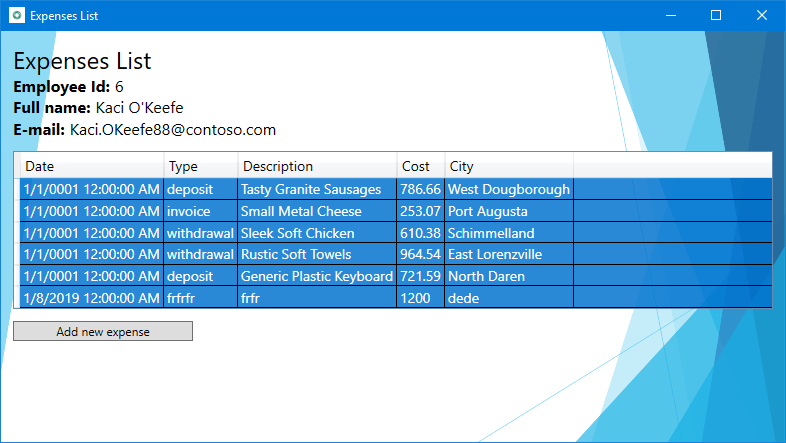 Expenses List
Expenses List
Employee Id: 6
Full name: Kaci O'Keefe
E-mail: Kaci.OKeefe88@contoso.com
Date Type Description Cost City
1/1/0001 12:00:00 AM deposit Tasty Granite Sausages 786.66 West Dougborough
1/1/0001 12:00:00 AM invoice Small Metal Cheese 253.07 Port Augusta
1/1/0001 12:00:00 AM withdrawal Sleek Soft Chicken 610.38 Schimmelland
1/1/0001 12:00:00 AM withdrawal Rustic Soft Towels 964.54 East Lorenzville
1/1/0001 12:00:00 AM deposit Generic Plastic Keyboard 721.59 North Daren
1/8/2019 12:00:00 AM frfrfr frfr 1200 dede
Add new expense